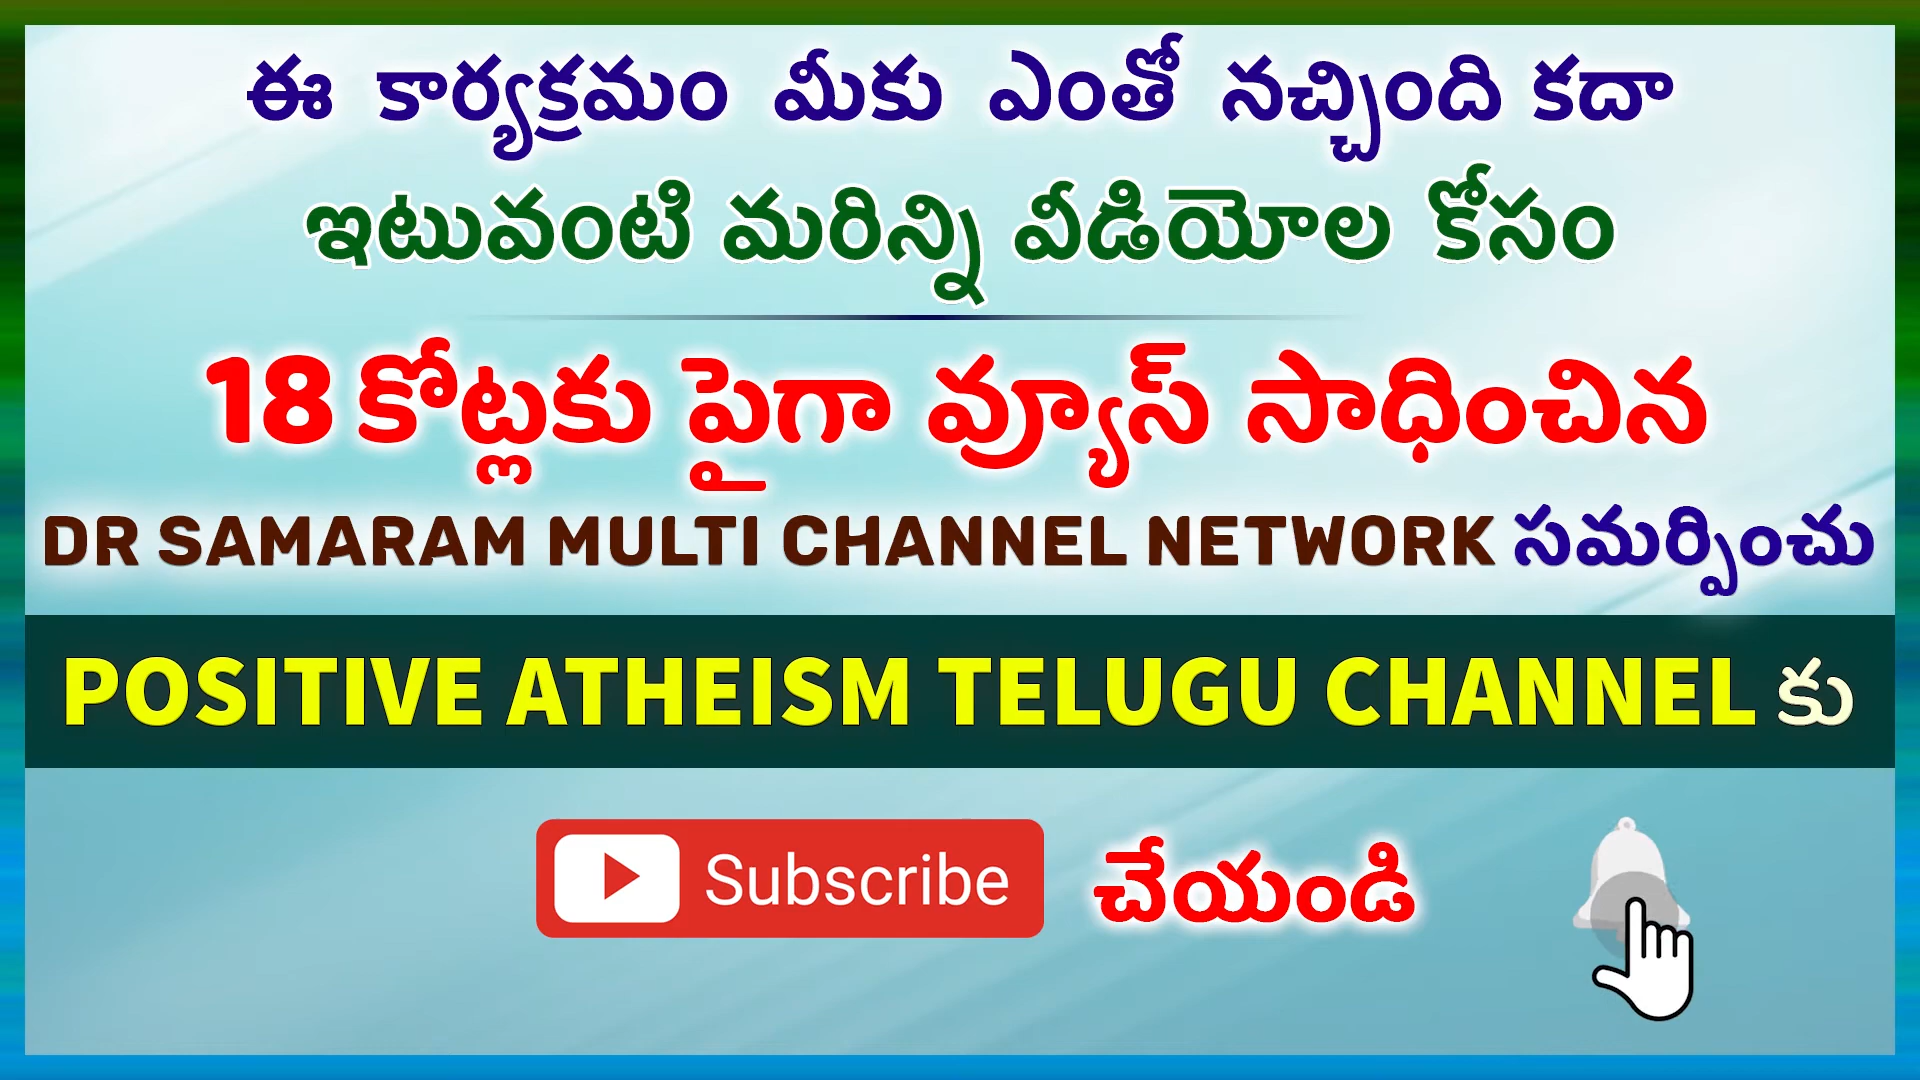 ఈ కార్యక్రమం మీకు ఎంతో నచ్చింది కదా
ఇటువంటి మరిన్ని వీడియోల కోసం
18 కోట్లకు పైగా వ్యూస్ సాధించిన
DR SAMARAM MULTI CHANNEL NETWORK సమర్పించు
POSITIVE ATHEISM TELUGU CHANNEL కు
Subscribe చేయండి